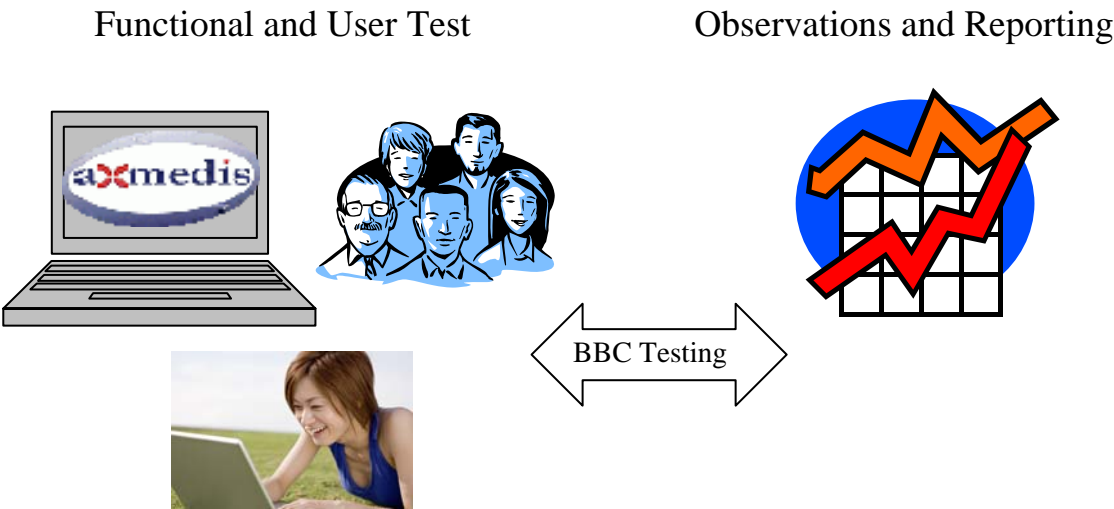 Functional and User Test
Observations and Reporting
axmedis
BBC Testing